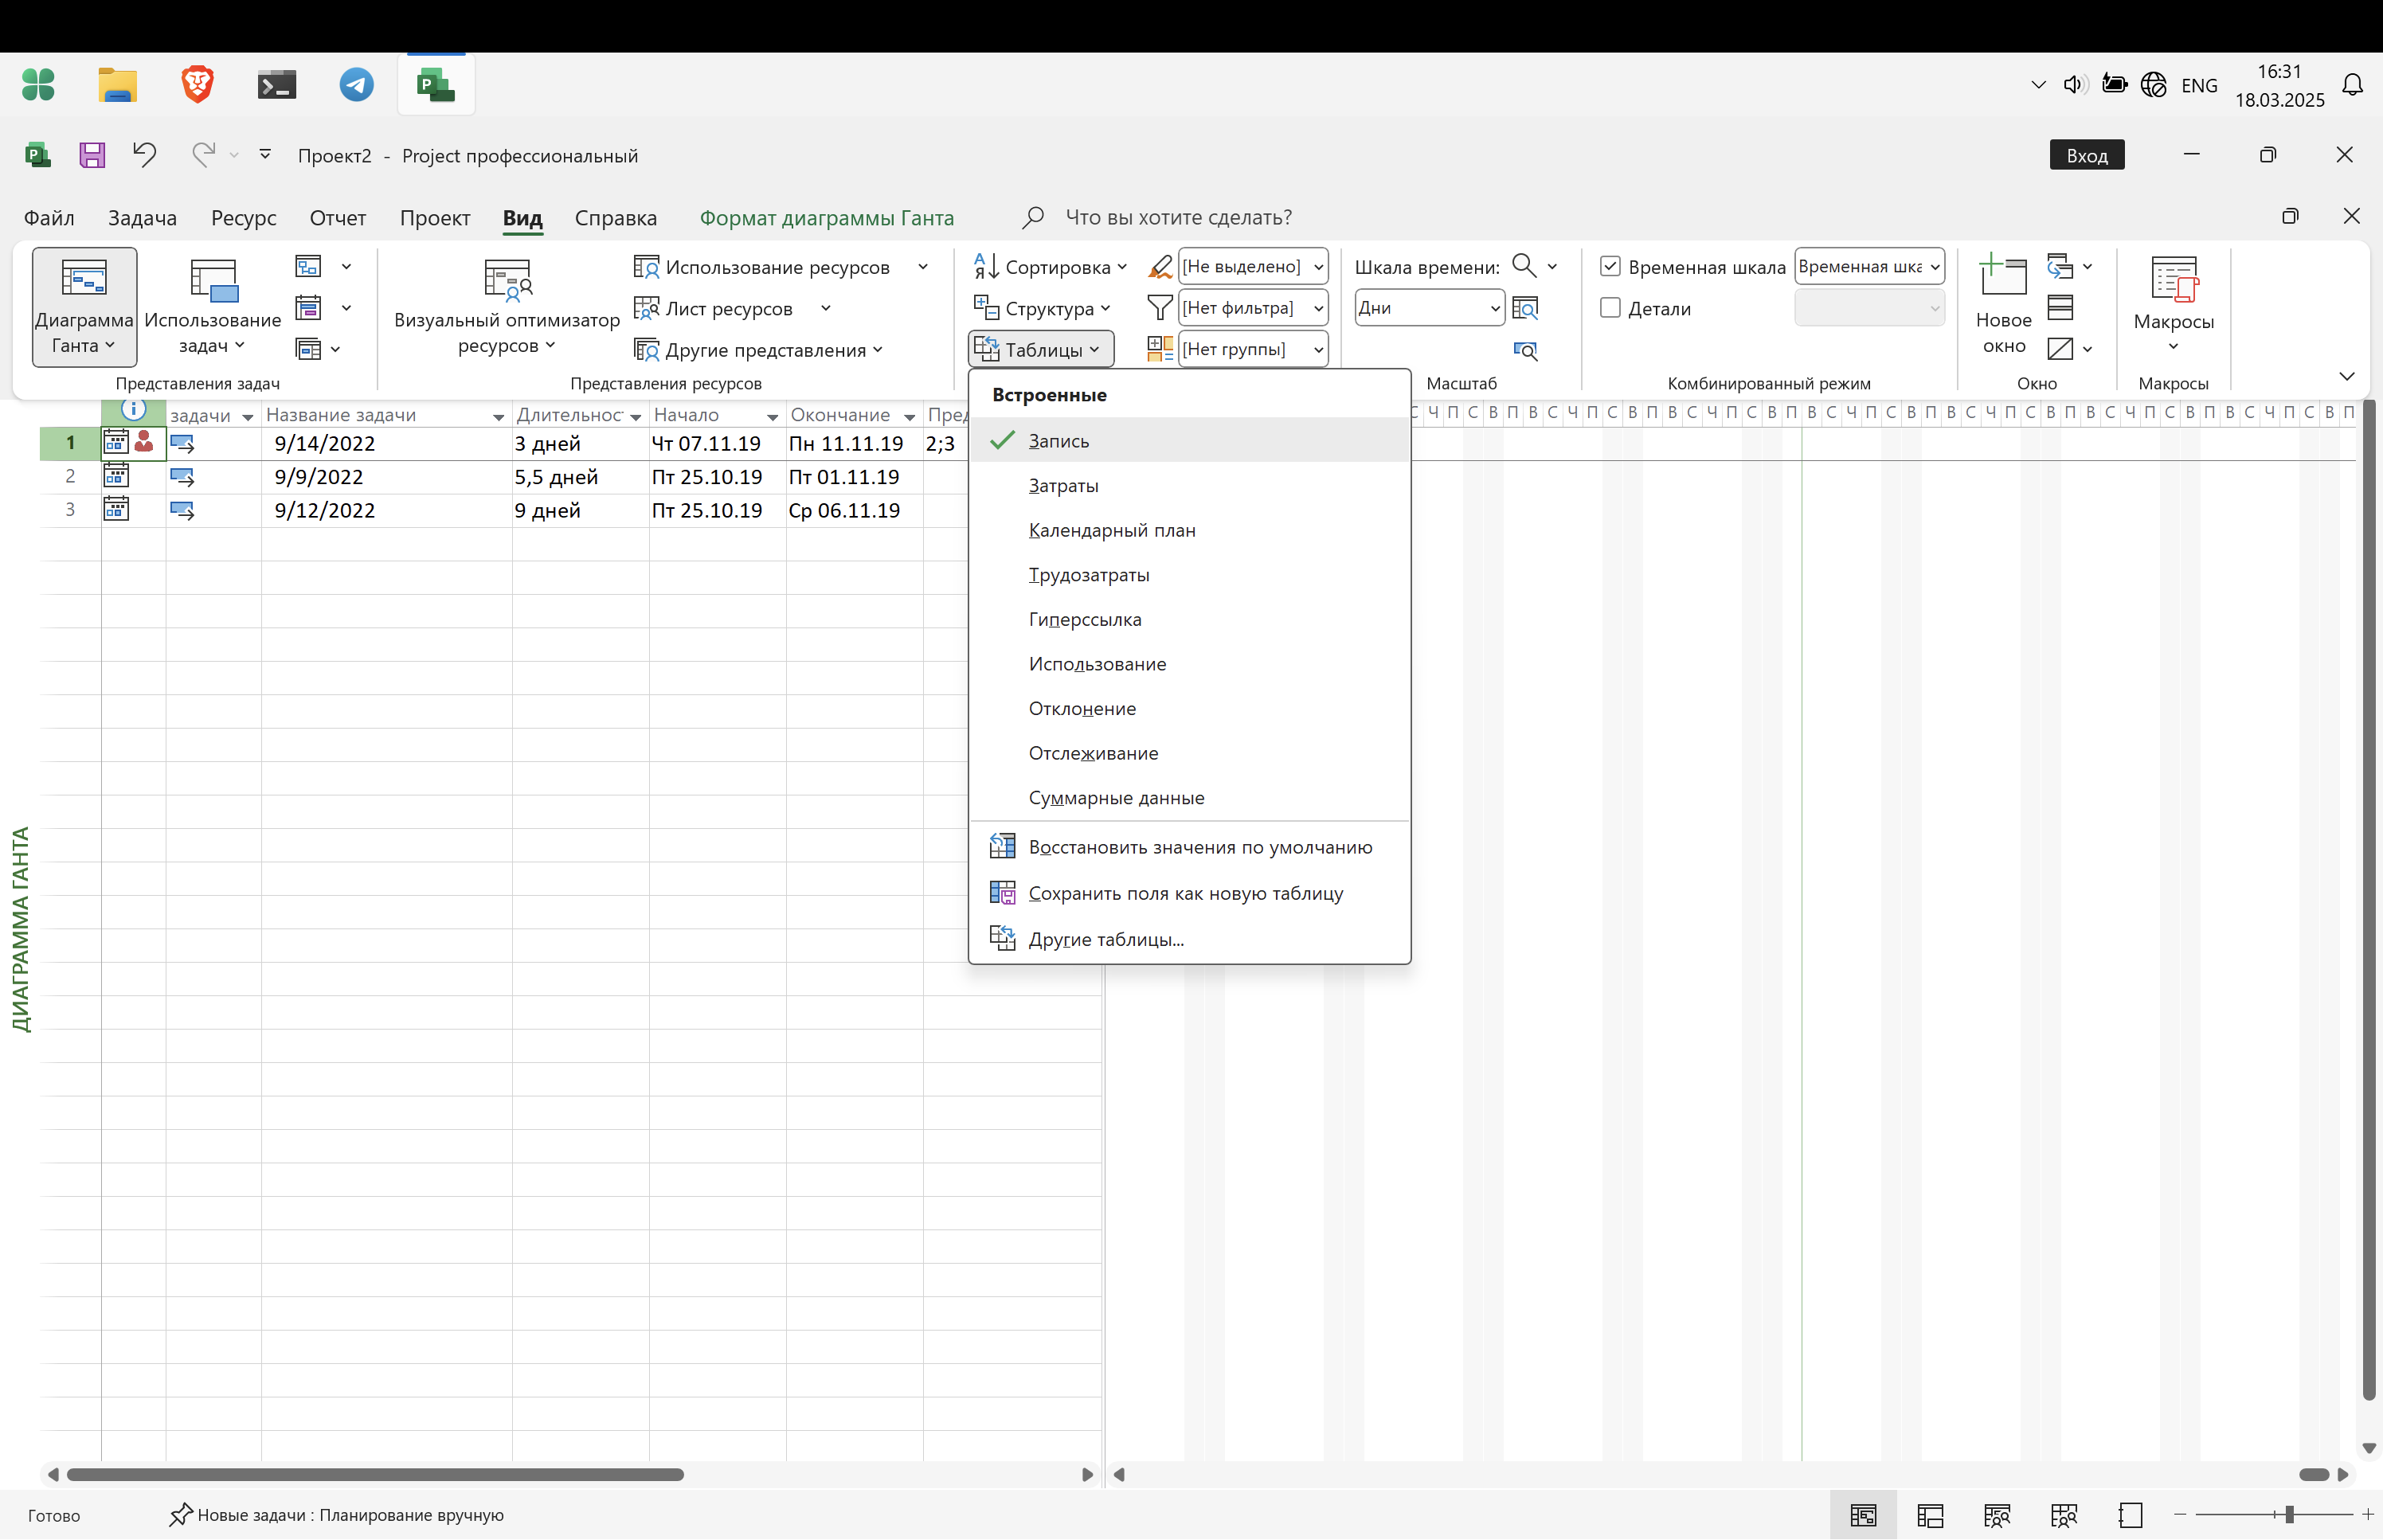 ENG
16:31
18.03.2025
Проект2 - Project профессиональный
Вход
Файл Задача Ресурс Отчет Проект Вид Справка Формат диаграммы Ганта Что вы хотите сделать?
Диаграмма
Ганта
Использование
задач
Представления задач
Визуальный оптимизатор
ресурсов
Использование ресурсов
Лист ресурсов
Другие представления
Представления ресурсов
Сортировка
Структура
Таблицы
[Не выделено]
[Нет фильтра]
[Нет группы]
Шкала времени:
Дни
Масштаб
Временная шкала
Временная шка
Детали
Комбинированный режим
Новое
окно
Окно
Макросы
Макросы
задачи Название задачи Длительнос Начало Окончание Пред
С Ч П С В П В С Ч П С В П В С Ч П С В П В С Ч П С В П В С Ч П С В П В С Ч П С В П В С Ч П С В П
1 9/14/2022 3 дней Чт 07.11.19 Пн 11.11.19 2;3
2 9/9/2022 5,5 дней Пт 25.10.19 Пт 01.11.19
3 9/12/2022 9 дней Пт 25.10.19 Ср 06.11.19
Встроенные
Запись
Затраты
Календарный план
Трудозатраты
Гиперссылка
Использование
Отклонение
Отслеживание
Суммарные данные
Восстановить значения по умолчанию
Сохранить поля как новую таблицу
Другие таблицы...
ДИАГРАММА ГАНТА
Готово
Новые задачи : Планирование вручную